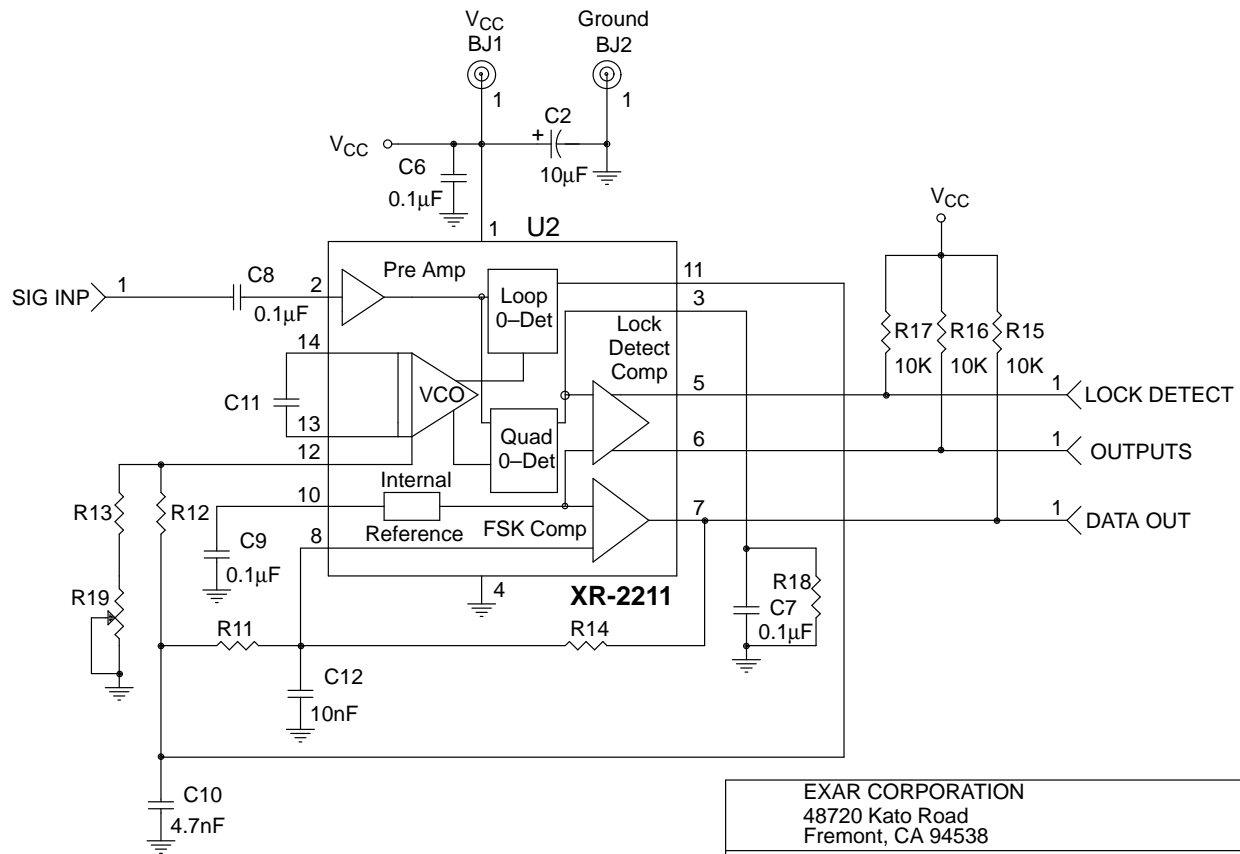 VCC
BJ1
1
Ground
BJ2
1
C2
+
10µF
VCC
C6
0.1µF
1
U2
VCC
SIG INP
1
C8
0.1µF
2
Pre Amp
Loop
0–Det
11
3
Lock
Detect
Comp
R17
10K
R16
10K
R15
10K
14
C11
13
VCO
Quad
0–Det
5
1
LOCK DETECT
6
1
OUTPUTS
12
R13
R12
10
Internal
Reference
C9
0.1µF
8
FSK Comp
7
1
DATA OUT
4
XR-2211
R19
R18
C7
0.1µF
R11
R14
C12
10nF
C10
4.7nF
EXAR CORPORATION
48720 Kato Road
Fremont, CA 94538